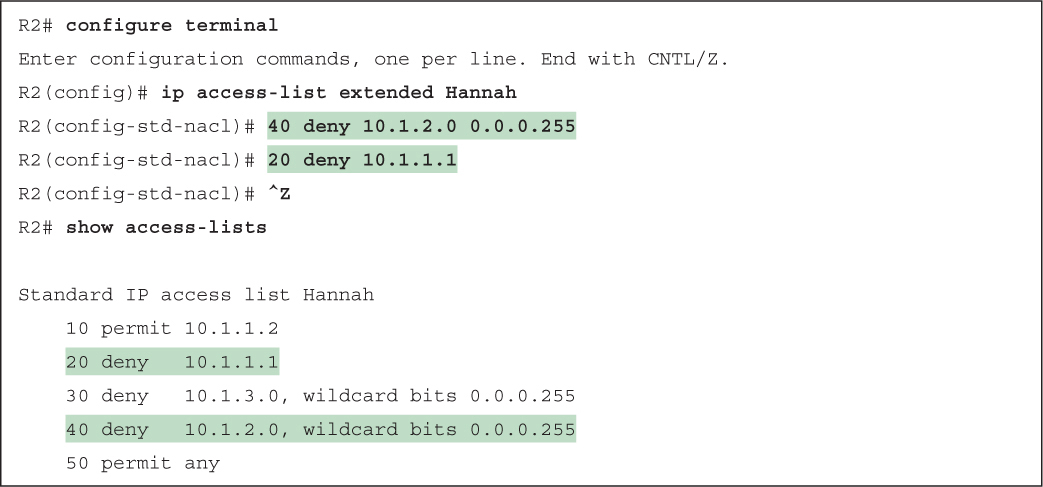 R2# configure terminal
Enter configuration commands, one per line. End with CNTL/Z.
R2(config)# ip access-list extended Hannah
R2(config-std-nacl)# 40 deny 10.1.2.0 0.0.0.255
R2(config-std-nacl)# 20 deny 10.1.1.1
R2(config-std-nacl)# ^Z
R2# show access-lists
Standard IP access list Hannah
    10 permit 10.1.1.2
    20 deny   10.1.1.1
    30 deny   10.1.3.0, wildcard bits 0.0.0.255
    40 deny   10.1.2.0, wildcard bits 0.0.0.255
    50 permit any